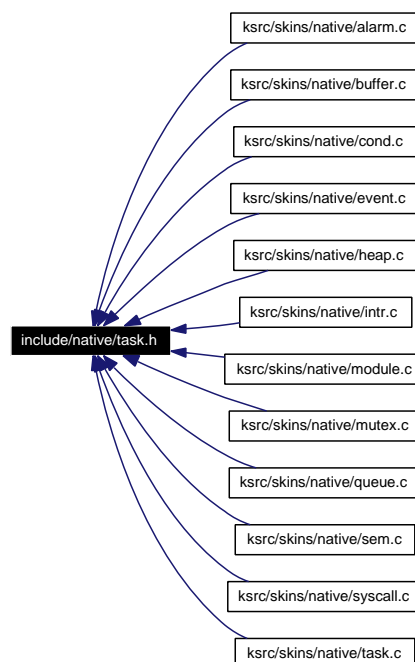 ksrc/skins/native/alarm.c
ksrc/skins/native/buffer.c
ksrc/skins/native/cond.c
ksrc/skins/native/event.c
ksrc/skins/native/heap.c
ksrc/skins/native/intr.c
include/native/task.h
ksrc/skins/native/module.c
ksrc/skins/native/mutex.c
ksrc/skins/native/queue.c
ksrc/skins/native/sem.c
ksrc/skins/native/syscall.c
ksrc/skins/native/task.c